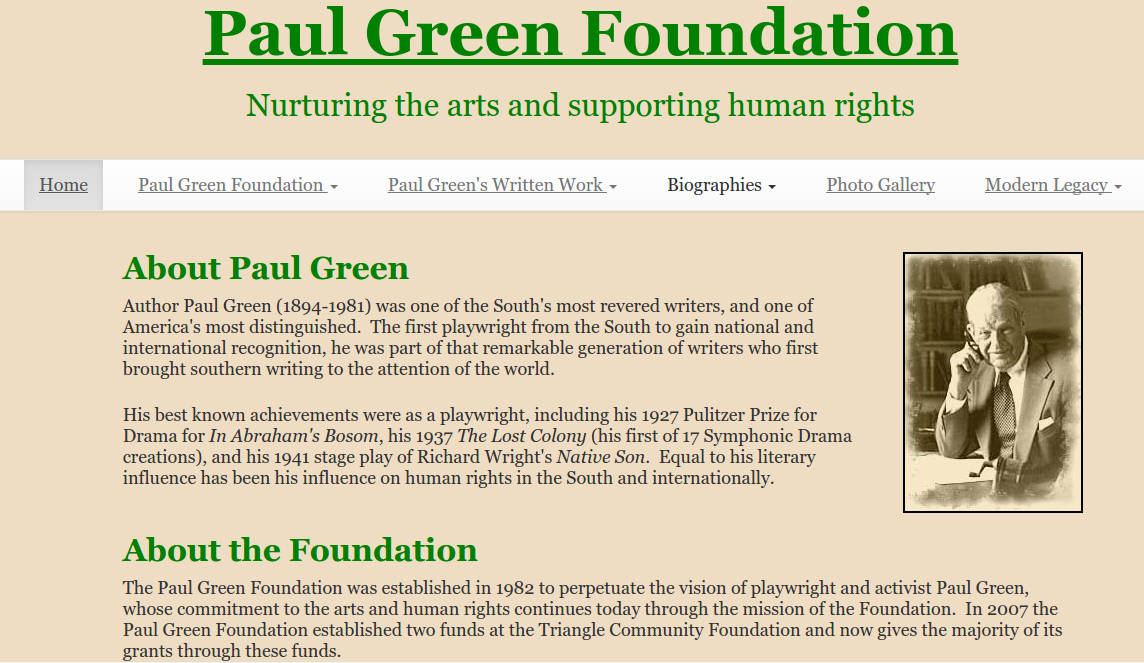 Paul Green Foundation
Nurturing the arts and supporting human rights
Home Paul Green Foundation Paul Green's Written Work Biographies Photo Gallery Modern Legacy
About Paul Green
Author Paul Green (1894-1981) was one of the South's most revered writers, and one of
America's most distinguished.  The first playwright from the South to gain national and
international recognition, he was part of that remarkable generation of writers who first
brought southern writing to the attention of the world.
His best known achievements were as a playwright, including his 1927 Pulitzer Prize for
Drama for In Abraham's Bosom, his 1937 The Lost Colony (his first of 17 Symphonic Drama
creations), and his 1941 stage play of Richard Wright's Native Son.  Equal to his literary
influence has been his influence on human rights in the South and internationally.
About the Foundation
The Paul Green Foundation was established in 1982 to perpetuate the vision of playwright and activist Paul Green,
whose commitment to the arts and human rights continues today through the mission of the Foundation.  In 2007 the
Paul Green Foundation established two funds at the Triangle Community Foundation and now gives the majority of its
grants through these funds.